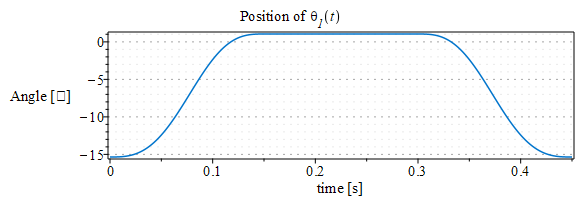 Position of θ1(t)
0
−5
Angle [□]
−10
−15
0 0.1 0.2 0.3 0.4
time [s]